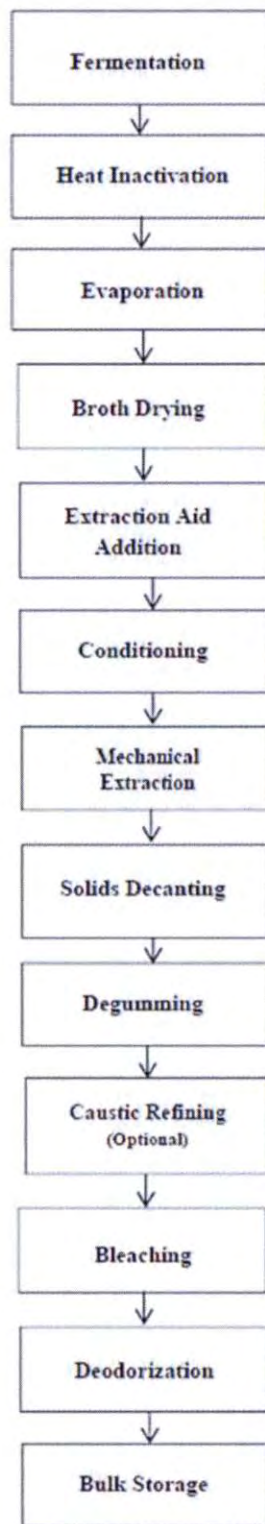 Fermentation
Heat Inactivation
Evaporation
Broth Drying
Extraction Aid
Addition
Conditioning
Mechanical
Extraction
Solids Decanting
Degumming
Caustic Refining
(Optional)
Bleaching
Deodorization
Bulk Storage